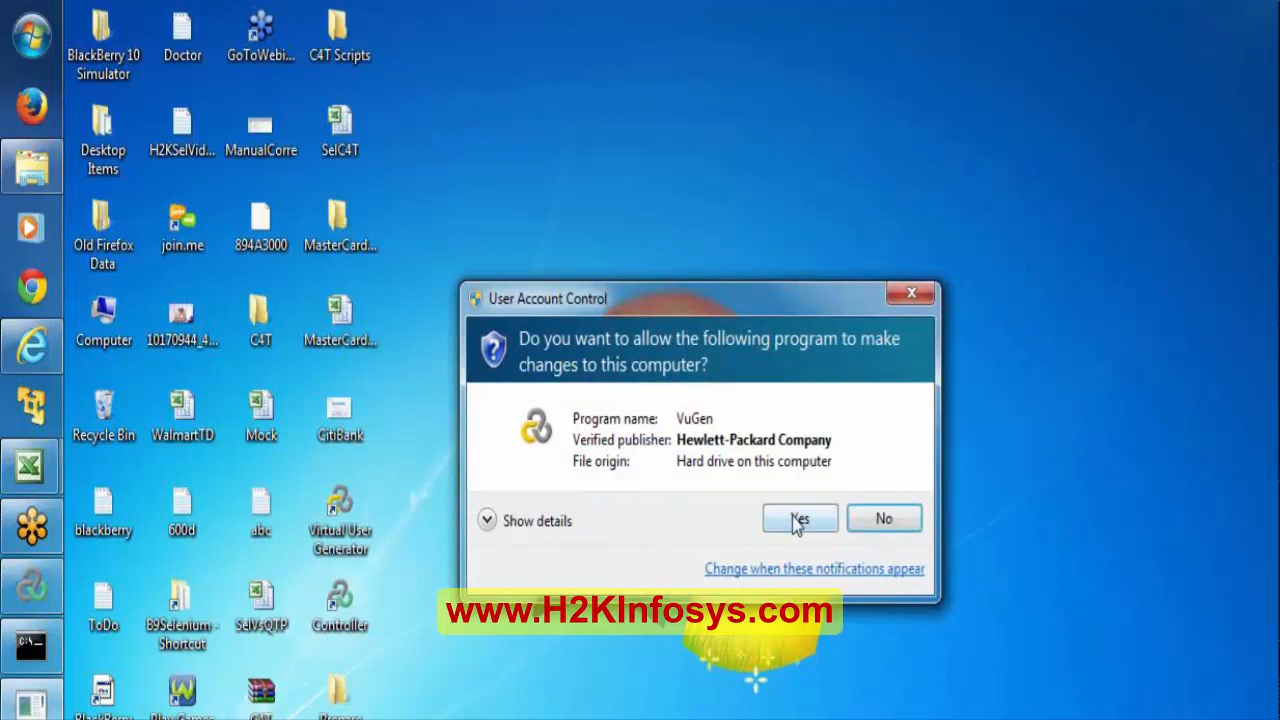 BlackBerry 10
Simulator
Doctor
GoToWebi...
C4T Scripts
Desktop
Items
H2KSelVid...
ManualCorre
SelC4T
Old Firefox
Data
join.me
894A3000
MasterCard...
Computer
10170944_4...
C4T
MasterCard...
Recycle Bin
WalmartTD
Mock
CitiBank
blackberry
600d
abc
Virtual User
Generator
ToDo
B9Selenium -
Shortcut
SelVsQTP
Controller
C4T
User Account Control
Do you want to allow the following program to make
changes to this computer?
Program name: VuGen
Verified publisher: Hewlett-Packard Company
File origin: Hard drive on this computer
Show details
Yes
No
Change when these notifications appear
www.H2KInfosys.com